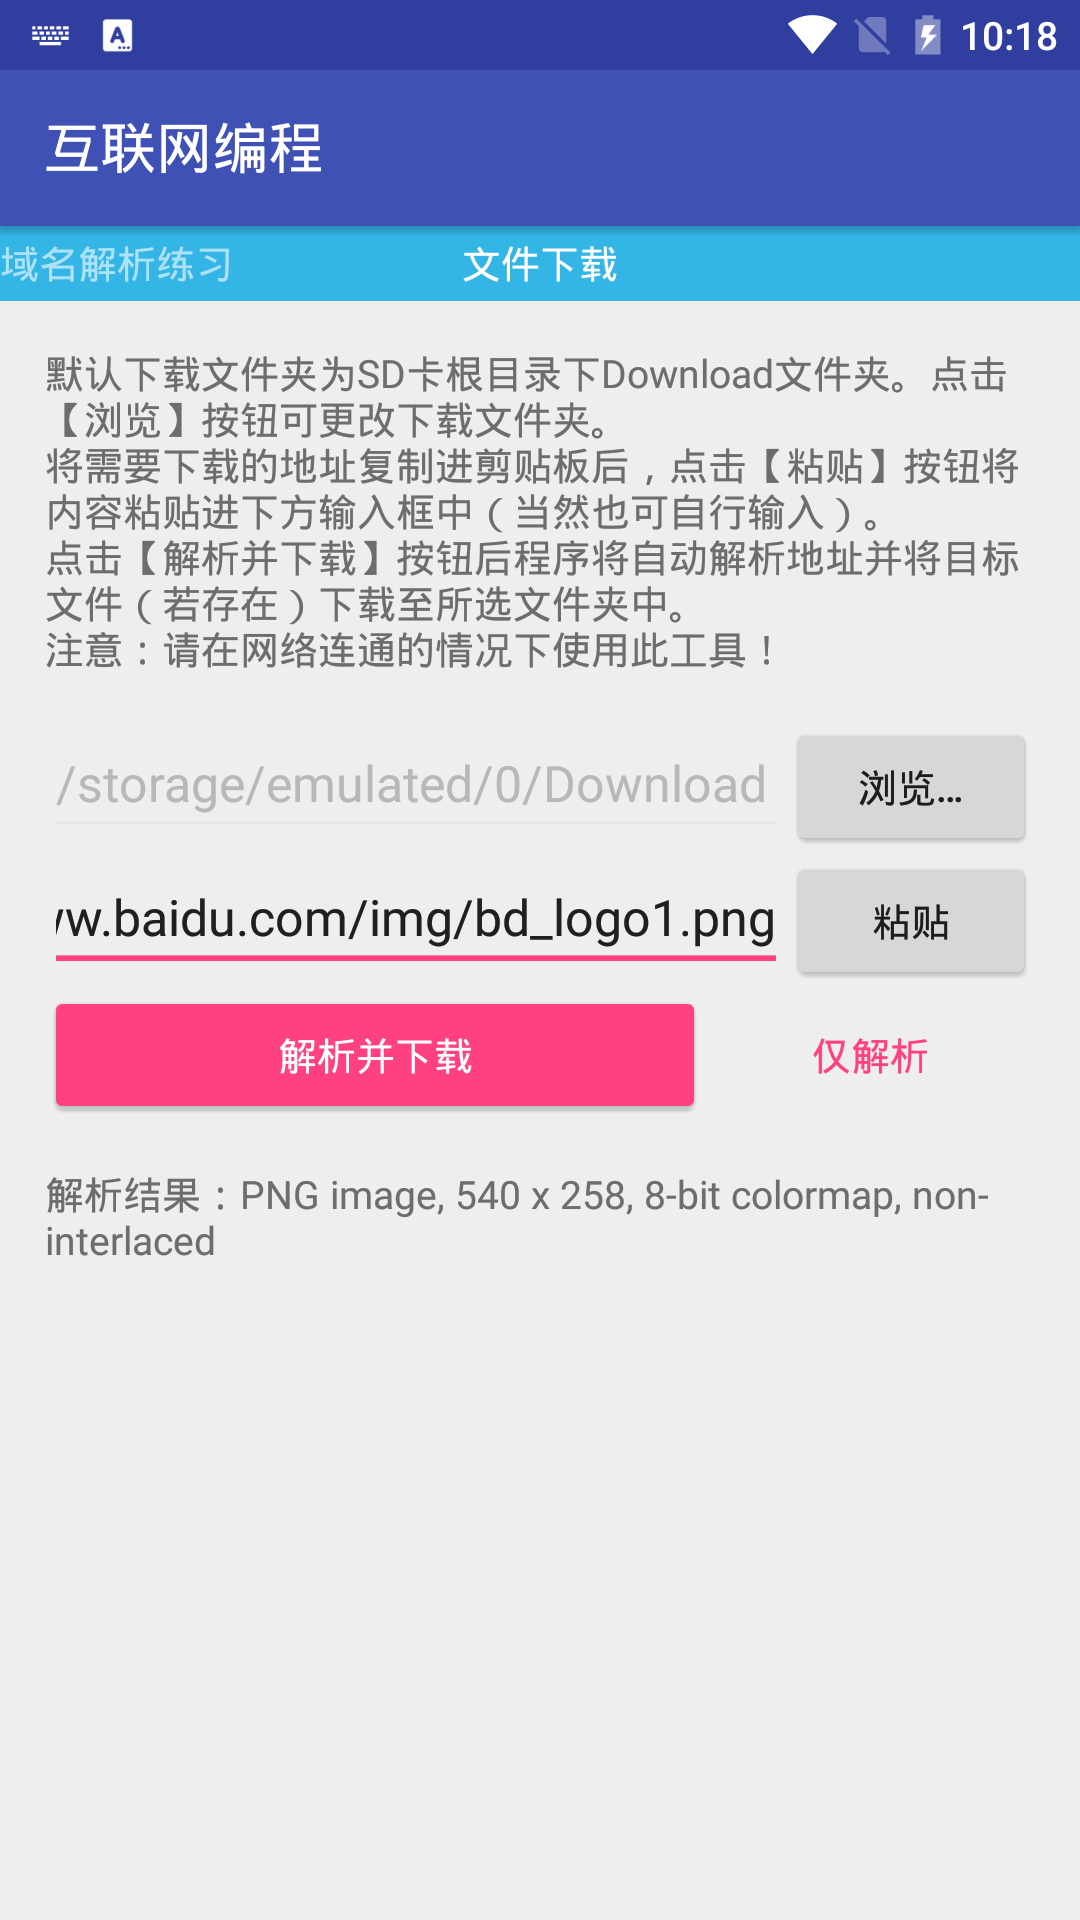 10:18
互联网编程
域名解析练习 文件下载
默认下载文件夹为SD卡根目录下Download文件夹。点击
【浏览】按钮可更改下载文件夹。
将需要下载的地址复制进剪贴板后，点击【粘贴】按钮将
内容粘贴进下方输入框中（当然也可自行输入）。
点击【解析并下载】按钮后程序将自动解析地址并将目标
文件（若存在）下载至所选文件夹中。
注意：请在网络连通的情况下使用此工具！
/storage/emulated/0/Download 浏览...
w.baidu.com/img/bd_logo1.png 粘贴
解析并下载 仅解析
解析结果：PNG image, 540 x 258, 8-bit colormap, non-
interlaced